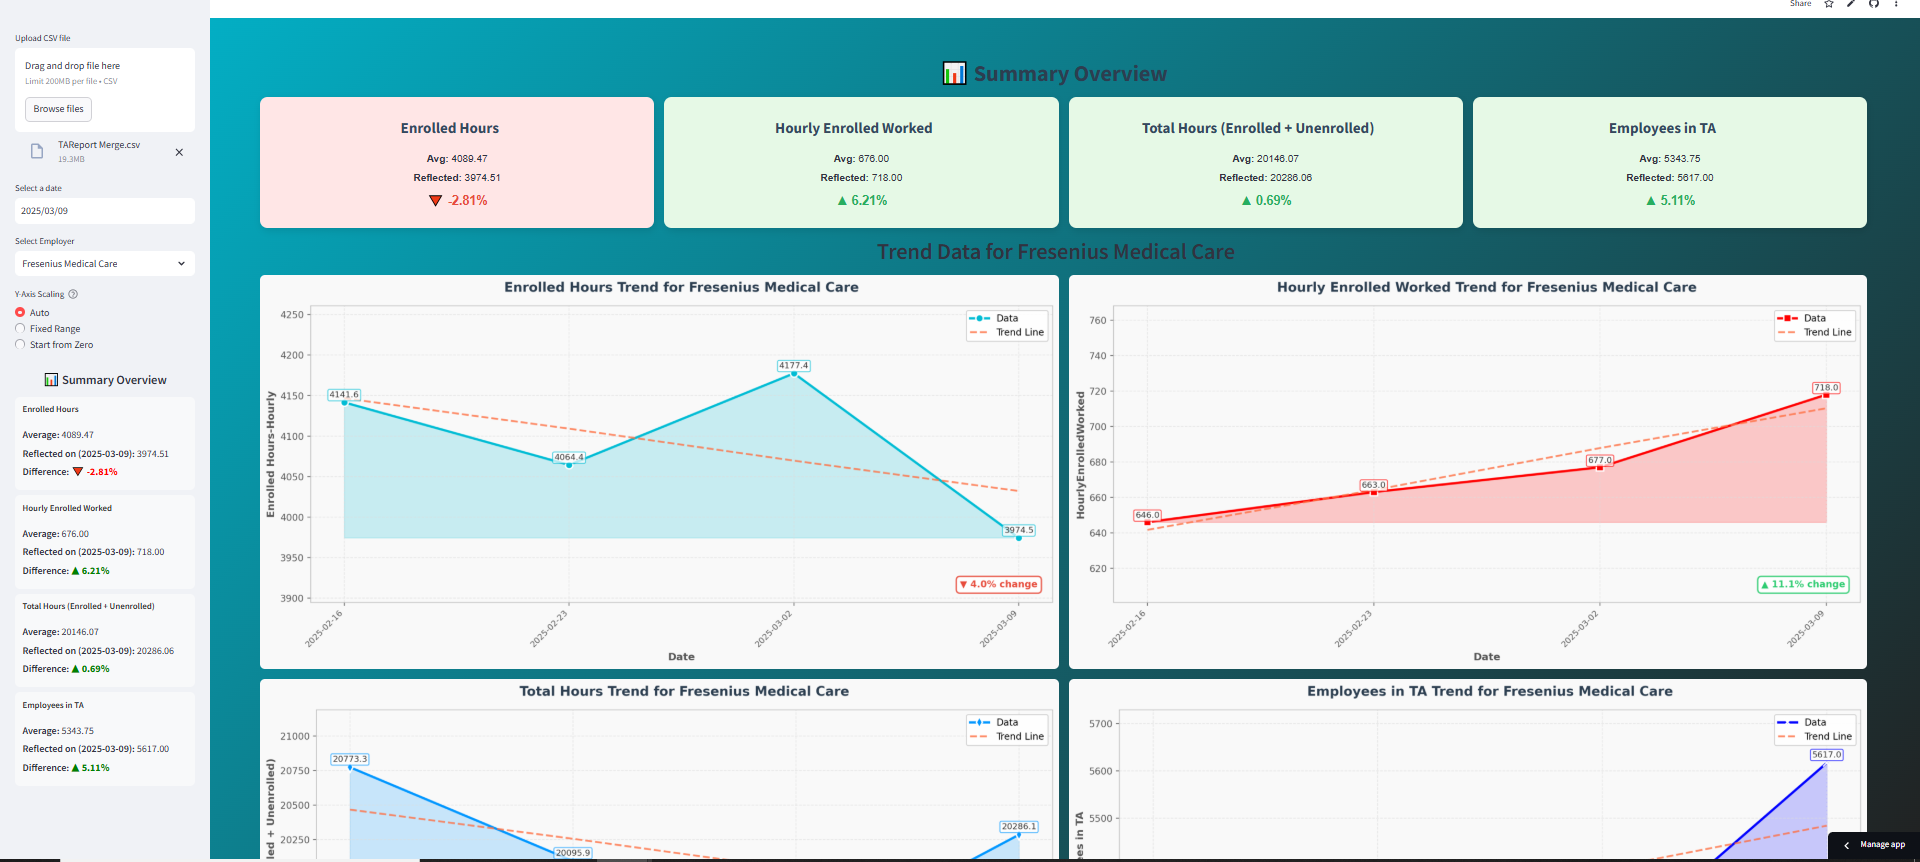 Share
Upload CSV file
Drag and drop file here
Limit 200MB per file • CSV
Browse files
TAReport Merge.csv
19.3MB
Select a date
2025/03/09
Select Employer
Fresenius Medical Care
Y-Axis Scaling
Auto
Fixed Range
Start from Zero
Summary Overview
Enrolled Hours
Average: 4089.47
Reflected on (2025-03-09): 3974.51
Difference: ▼ -2.81%
Hourly Enrolled Worked
Average: 676.00
Reflected on (2025-03-09): 718.00
Difference: ▲ 6.21%
Total Hours (Enrolled + Unenrolled)
Average: 20146.07
Reflected on (2025-03-09): 20286.06
Difference: ▲ 0.69%
Employees in TA
Average: 5343.75
Reflected on (2025-03-09): 5617.00
Difference: ▲ 5.11%
Summary Overview
Enrolled Hours
Avg: 4089.47
Reflected: 3974.51
▼ -2.81%
Hourly Enrolled Worked
Avg: 676.00
Reflected: 718.00
▲ 6.21%
Total Hours (Enrolled + Unenrolled)
Avg: 20146.07
Reflected: 20286.06
▲ 0.69%
Employees in TA
Avg: 5343.75
Reflected: 5617.00
▲ 5.11%
Trend Data for Fresenius Medical Care
Enrolled Hours Trend for Fresenius Medical Care
Data
Trend Line
Enrolled Hours-Hourly
4250
4200
4150
4100
4050
4000
3950
3900
4141.6
4064.4
4177.4
3974.5
▼ 4.0% change
2025-02-16
2025-02-23
2025-03-02
2025-03-09
Date
Hourly Enrolled Worked Trend for Fresenius Medical Care
Data
Trend Line
HourlyEnrolledWorked
760
740
720
700
680
660
640
620
646.0
663.0
677.0
718.0
▲ 11.1% change
2025-02-16
2025-02-23
2025-03-02
2025-03-09
Date
Total Hours Trend for Fresenius Medical Care
Data
Trend Line
led + Unenrolled)
21000
20750
20500
20250
20773.3
20095.9
20286.1
Employees in TA Trend for Fresenius Medical Care
Data
Trend Line
ees in TA
5700
5600
5500
5617.0
Manage app